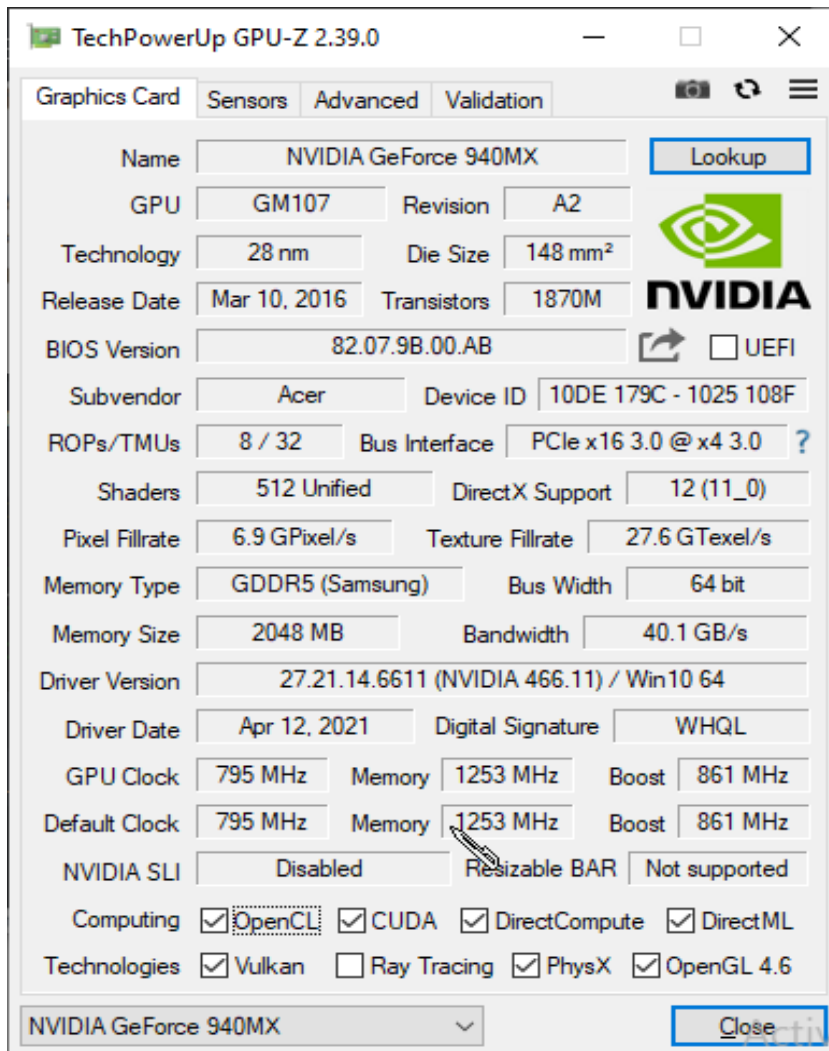 TechPowerUp GPU-Z 2.39.0
Graphics Card Sensors Advanced Validation
Name NVIDIA GeForce 940MX Lookup
GPU GM107 Revision A2
Technology 28 nm Die Size 148 mm²
Release Date Mar 10, 2016 Transistors 1870M
NVIDIA
BIOS Version 82.07.9B.00.AB UEFI
Subvendor Acer Device ID 10DE 179C - 1025 108F
ROPs/TMUs 8 / 32 Bus Interface PCIe x16 3.0 @ x4 3.0 ?
Shaders 512 Unified DirectX Support 12 (11_0)
Pixel Fillrate 6.9 GPixel/s Texture Fillrate 27.6 GTexel/s
Memory Type GDDR5 (Samsung) Bus Width 64 bit
Memory Size 2048 MB Bandwidth 40.1 GB/s
Driver Version 27.21.14.6611 (NVIDIA 466.11) / Win10 64
Driver Date Apr 12, 2021 Digital Signature WHQL
GPU Clock 795 MHz Memory 1253 MHz Boost 861 MHz
Default Clock 795 MHz Memory 1253 MHz Boost 861 MHz
NVIDIA SLI Disabled Resizable BAR Not supported
Computing OpenCL CUDA DirectCompute DirectML
Technologies Vulkan Ray Tracing PhysX OpenGL 4.6
NVIDIA GeForce 940MX Close